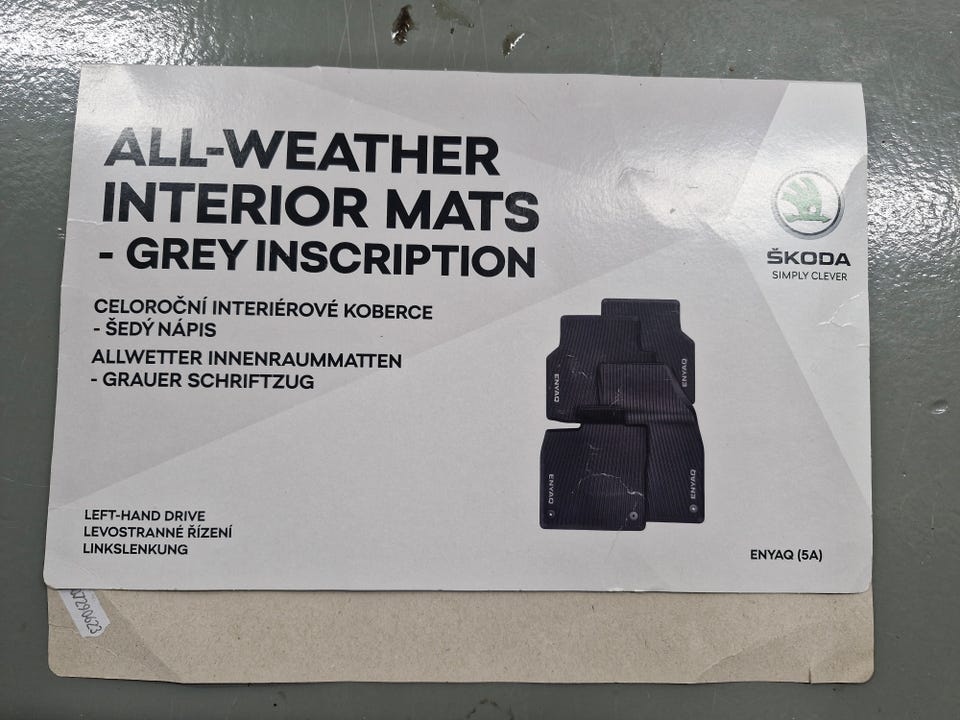 ALL-WEATHER
INTERIOR MATS
- GREY INSCRIPTION
CELOROČNÍ INTERIÉROVÉ KOBERCE
- ŠEDÝ NÁPIS
ALLWETTER INNENRAUMMATTEN
- GRAUER SCHRIFTZUG
ŠKODA
SIMPLY CLEVER
ENYAQ
ENYAQ
ENYAQ
ENYAQ
LEFT-HAND DRIVE
LEVOSTRANNÉ ŘÍZENÍ
LINKSLENKUNG
ENYAQ (5A)